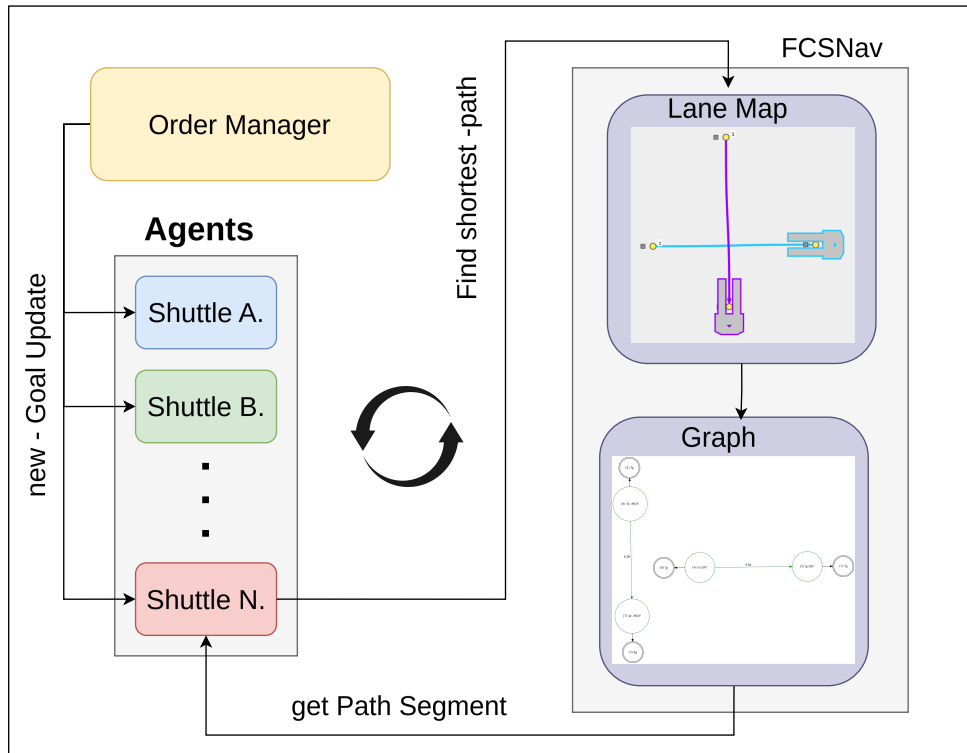 FCSNav
Order Manager
Lane Map
Find shortest -path
Agents
new - Goal Update
Shuttle A.
Shuttle B.
Shuttle N.
Graph
get Path Segment